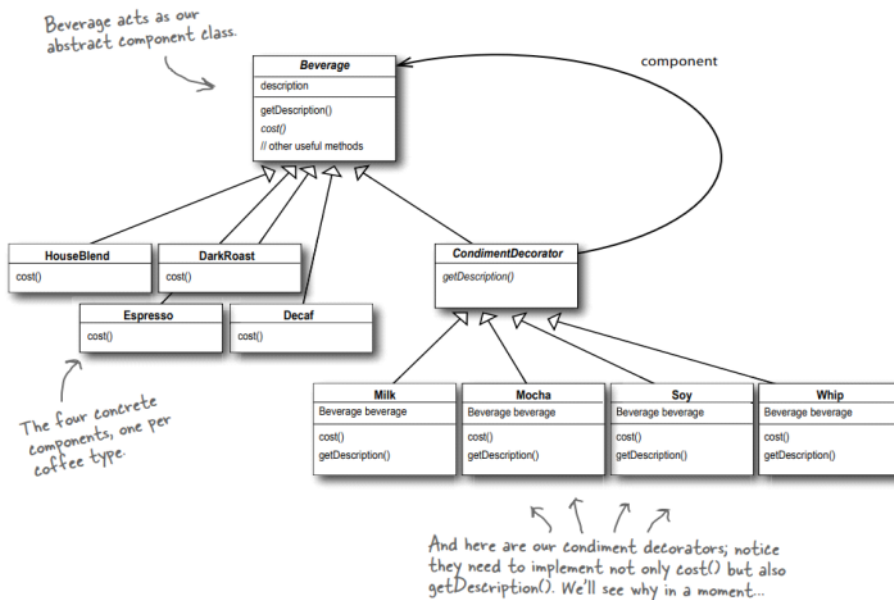 Beverage acts as our
abstract component class.
Beverage
description
getDescription()
cost()
// other useful methods
component
HouseBlend
cost()
DarkRoast
cost()
Espresso
cost()
Decaf
cost()
CondimentDecorator
getDescription()
The four concrete
components, one per
coffee type.
Milk
Beverage beverage
cost()
getDescription()
Mocha
Beverage beverage
cost()
getDescription()
Soy
Beverage beverage
cost()
getDescription()
Whip
Beverage beverage
cost()
getDescription()
And here are our condiment decorators; notice
they need to implement not only cost() but also
getDescription(). We'll see why in a moment...